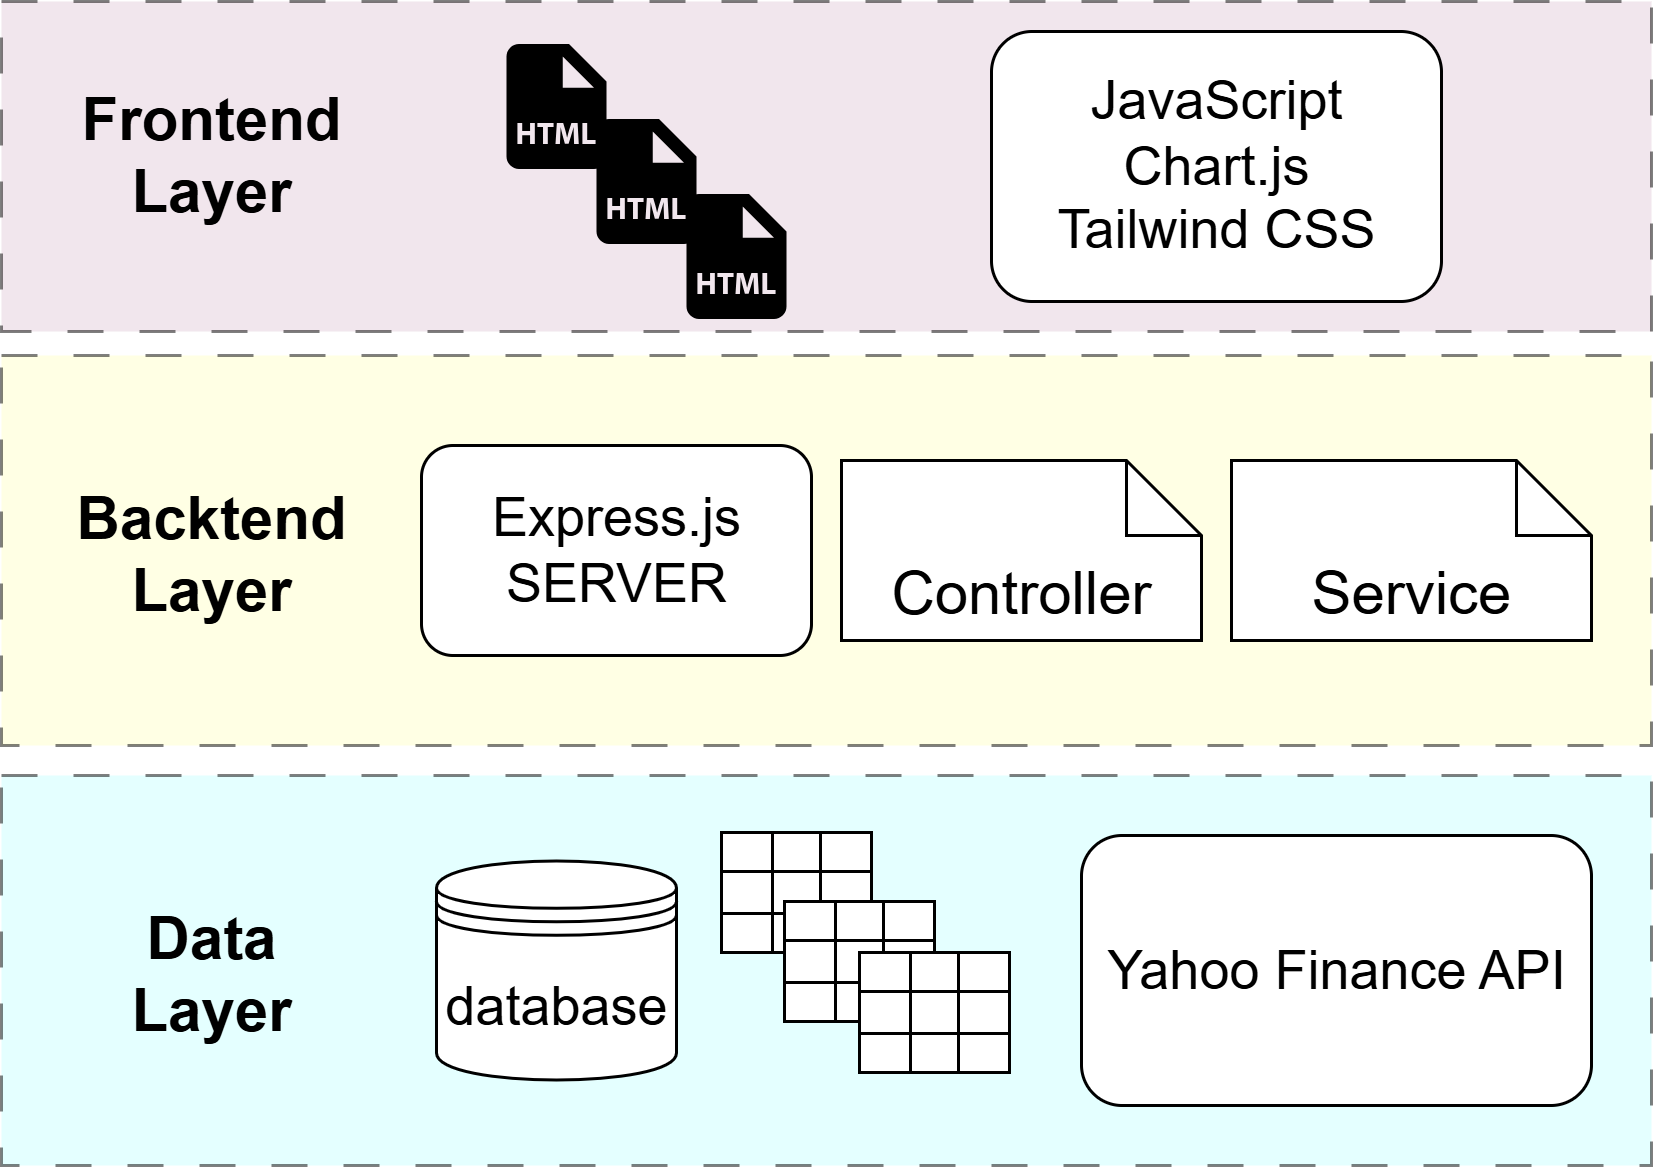 Frontend
Layer
HTML
HTML
HTML
JavaScript
Chart.js
Tailwind CSS
Backtend
Layer
Express.js
SERVER
Controller
Service
Data
Layer
database
Yahoo Finance API